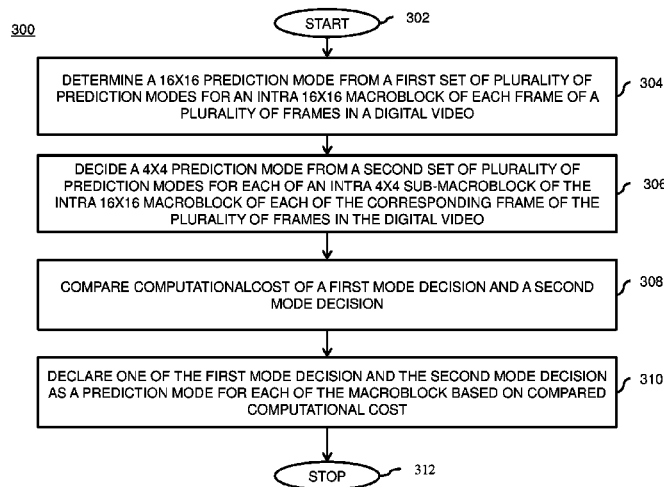 300
START
302
DETERMINE A 16X16 PREDICTION MODE FROM A FIRST SET OF PLURALITY OF
PREDICTION MODES FOR AN INTRA 16X16 MACROBLOCK OF EACH FRAME OF A
PLURALITY OF FRAMES IN A DIGITAL VIDEO
304
DECIDE A 4X4 PREDICTION MODE FROM A SECOND SET OF PLURALITY OF
PREDICTION MODES FOR EACH OF AN INTRA 4X4 SUB-MACROBLOCK OF THE
INTRA 16X16 MACROBLOCK OF EACH OF THE CORRESPONDING FRAME OF THE
PLURALITY OF FRAMES IN THE DIGITAL VIDEO
306
COMPARE COMPUTATIONALCOST OF A FIRST MODE DECISION AND A SECOND
MODE DECISION
308
DECLARE ONE OF THE FIRST MODE DECISION AND THE SECOND MODE DECISION
AS A PREDICTION MODE FOR EACH OF THE MACROBLOCK BASED ON COMPARED
COMPUTATIONAL COST
310
STOP
312